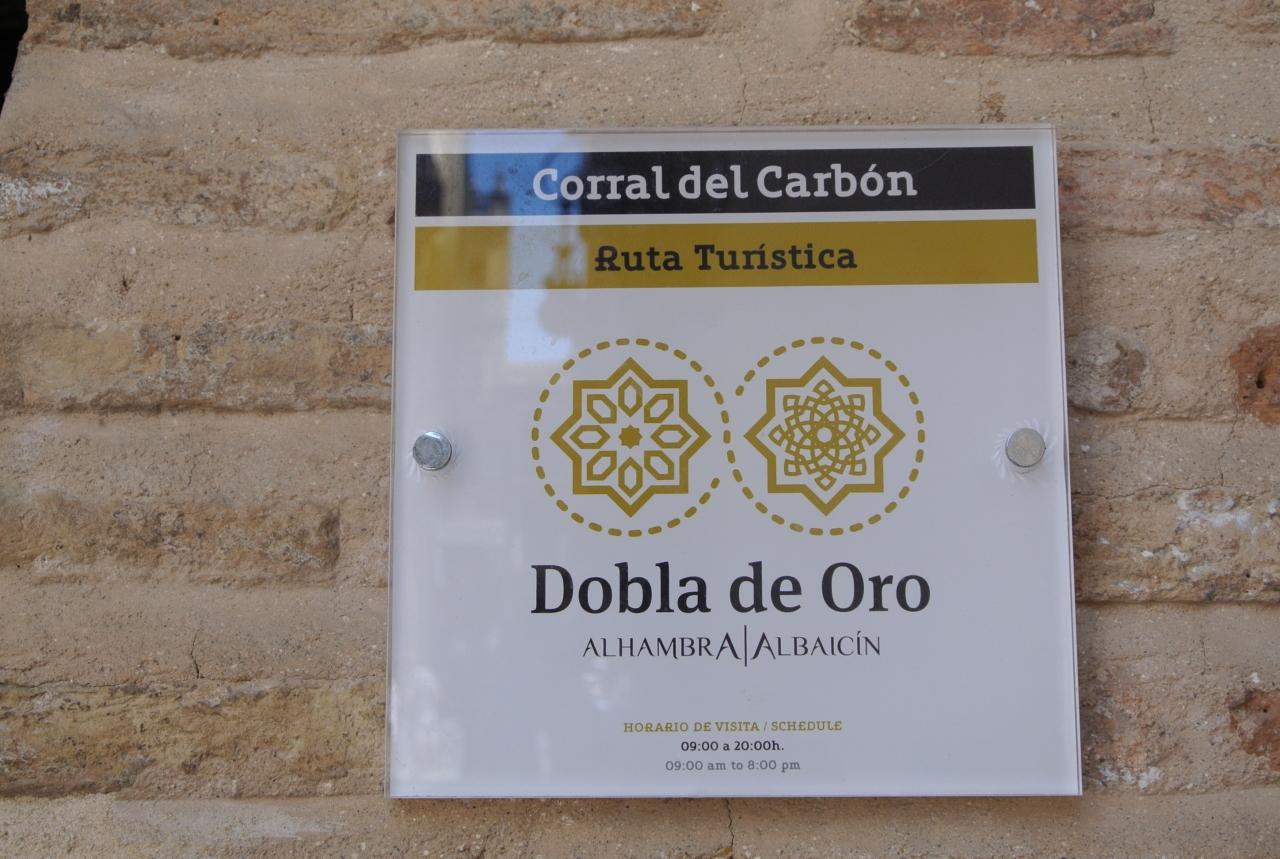 Corral del Carbón
Ruta Turística
Dobla de Oro
ALHAMBRA|ALBAICÍN
HORARIO DE VISITA / SCHEDULE
09:00 a 20:00h.
09:00 am to 8:00 pm